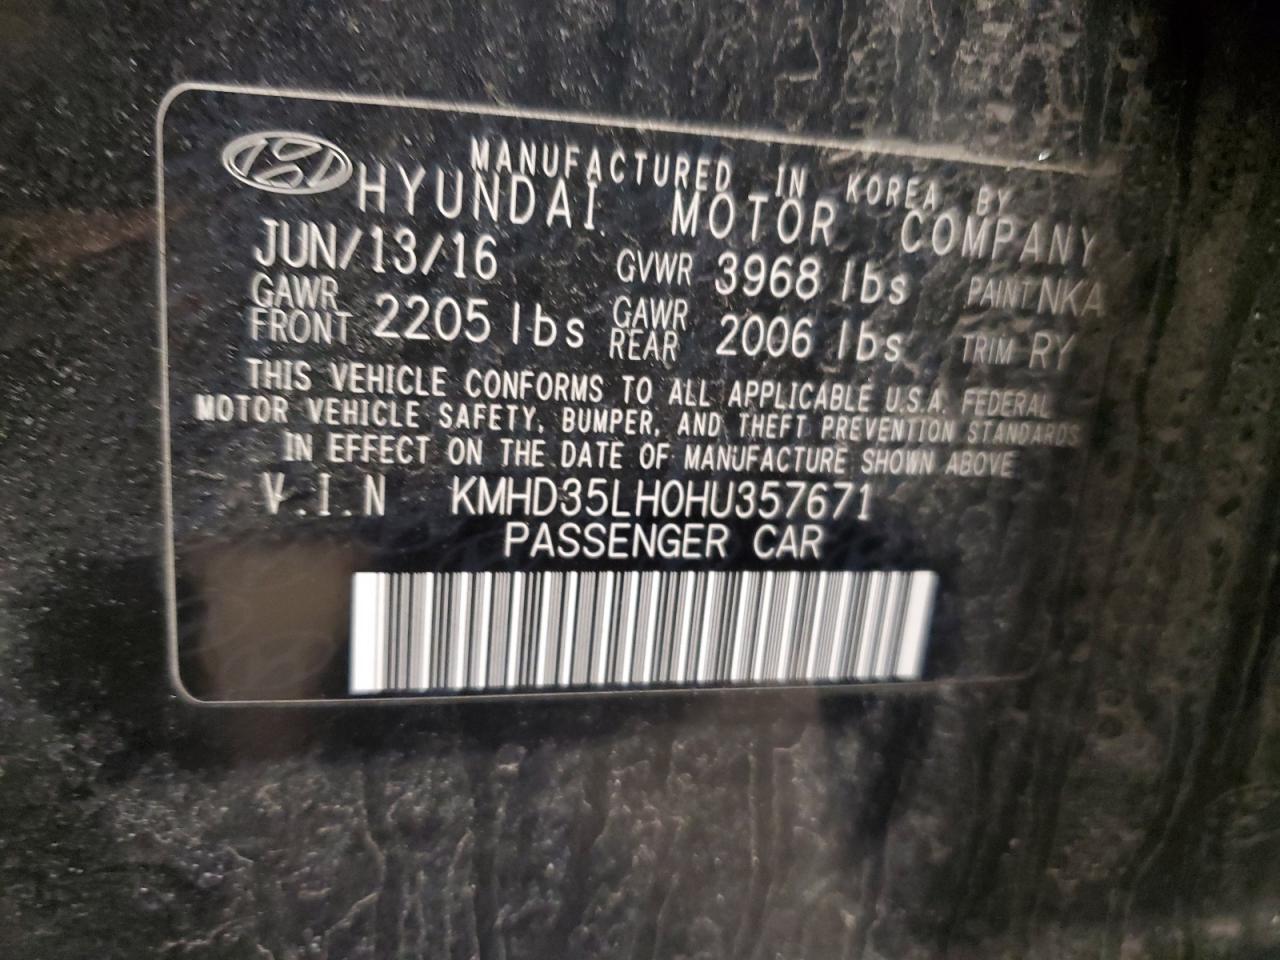 MANUFACTURED IN KOREA BY
HYUNDAI MOTOR COMPANY
JUN/13/16 GVWR 3968 lbs PAINT NKA
GAWR FRONT 2205 lbs GAWR REAR 2006 lbs TRIM RY
THIS VEHICLE CONFORMS TO ALL APPLICABLE U.S.A. FEDERAL
MOTOR VEHICLE SAFETY, BUMPER, AND THEFT PREVENTION STANDARDS
IN EFFECT ON THE DATE OF MANUFACTURE SHOWN ABOVE
V.I.N KMHD35LH0HU357671
PASSENGER CAR